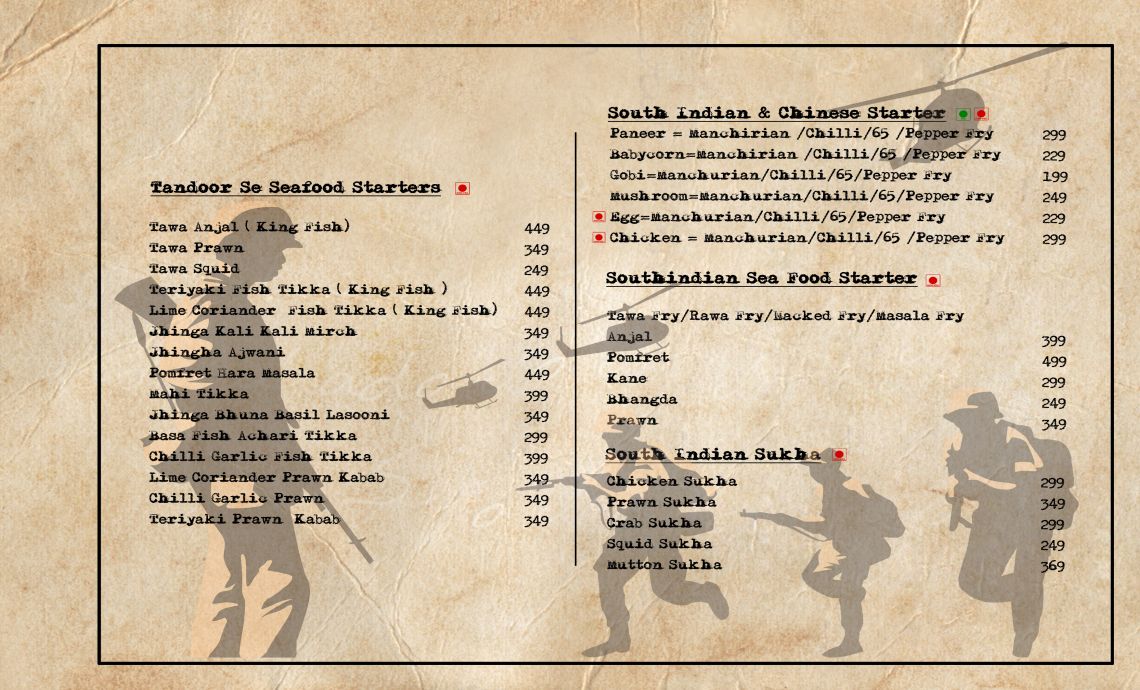 Tandoor Se Seafood Starters
Tawa Anjal ( King Fish) 449
Tawa Prawn 349
Tawa Squid 249
Teriyaki Fish Tikka ( King Fish ) 449
Lime Coriander Fish Tikka ( King Fish) 449
Jhinga Kali Kali Mirch 349
Jhingha Ajwani 349
Pomfret Hara Masala 449
Mahi Tikka 399
Jhinga Bhuna Basil Lasooni 349
Basa Fish Achari Tikka 299
Chilli Garlic Fish Tikka 399
Lime Coriander Prawn Kabab 349
Chilli Garlic Prawn 349
Teriyaki Prawn Kabab 349
South Indian & Chinese Starter
Paneer = Manchirian /Chilli/65 /Pepper Fry 299
Babycorn=Manchirian /Chilli/65 /Pepper Fry 229
Gobi=Manchurian/Chilli/65/Pepper Fry 199
Mushroom=Manchurian/Chilli/65/Pepper Fry 249
Egg=Manchurian/Chilli/65/Pepper Fry 229
Chicken = Manchurian/Chilli/65 /Pepper Fry 299
Southindian Sea Food Starter
Tawa Fry/Rawa Fry/Nacked Fry/Masala Fry
Anjal 399
Pomfret 499
Kane 299
Bhangda 249
Prawn 349
South Indian Sukha
Chicken Sukha 299
Prawn Sukha 349
Crab Sukha 299
Squid Sukha 249
Mutton Sukha 369